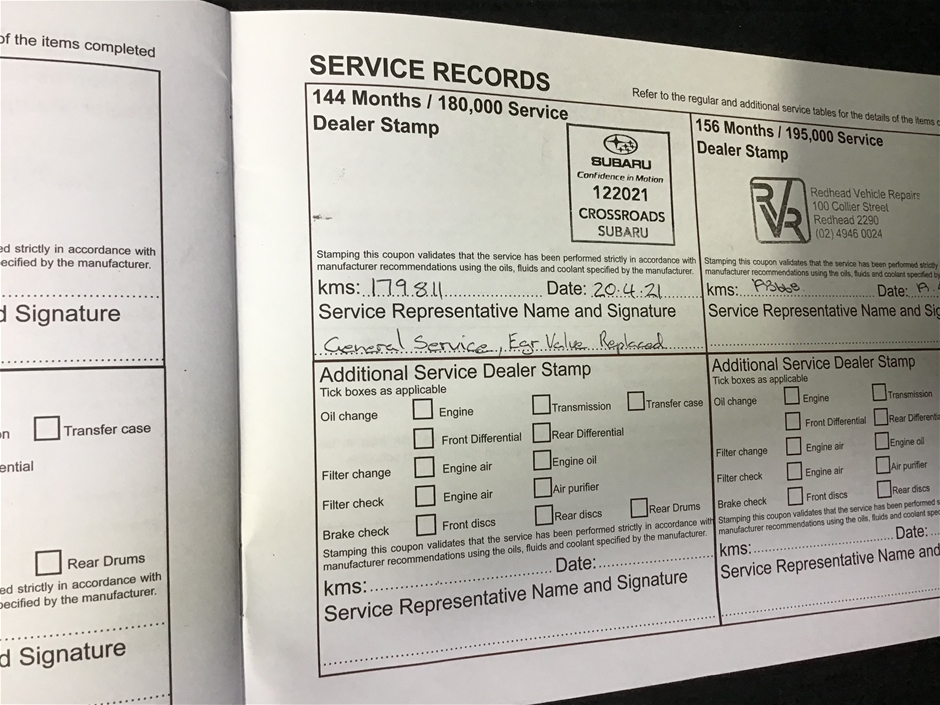 of the items completed
ed strictly in accordance with
ecified by the manufacturer.
d Signature
Transfer case
ential
Rear Drums
ed strictly in accordance with
pecified by the manufacturer.
d Signature
SERVICE RECORDS
Refer to the regular and additional service tables for the details of the items
144 Months / 180,000 Service
Dealer Stamp
SUBARU
Confidence in Motion
122021
CROSSROADS
SUBARU
Stamping this coupon validates that the service has been performed strictly in accordance with
manufacturer recommendations using the oils, fluids and coolant specified by the manufacturer.
kms: 179811 Date: 20.4.21
Service Representative Name and Signature
General Service, Egr Valve Replaced
Additional Service Dealer Stamp
Tick boxes as applicable
Oil change Engine Transmission Transfer case
Front Differential Rear Differential
Filter change Engine air Engine oil
Filter check Engine air Air purifier
Brake check Front discs Rear discs Rear Drums
Stamping this coupon validates that the service has been performed strictly in accordance with
manufacturer recommendations using the oils, fluids and coolant specified by the manufacturer.
kms: Date:
Service Representative Name and Signature
156 Months / 195,000 Service
Dealer Stamp
RVR
Redhead Vehicle Repairs
100 Collier Street
Redhead 2290
(02) 4946 0024
Stamping this coupon validates that the service has been performed strictly
manufacturer recommendations using the oils, fluids and coolant specified by
kms: Date:
Service Representative Name and Sig
Additional Service Dealer Stamp
Tick boxes as applicable
Oil change Engine Transmission
Front Differential Rear Differentia
Filter change Engine air Engine oil
Filter check Engine air Air purifier
Brake check Front discs Rear discs
Stamping this coupon validates that the service has been performed
manufacturer recommendations using the oils, fluids and coolant spec
kms: Date:
Service Representative Name and